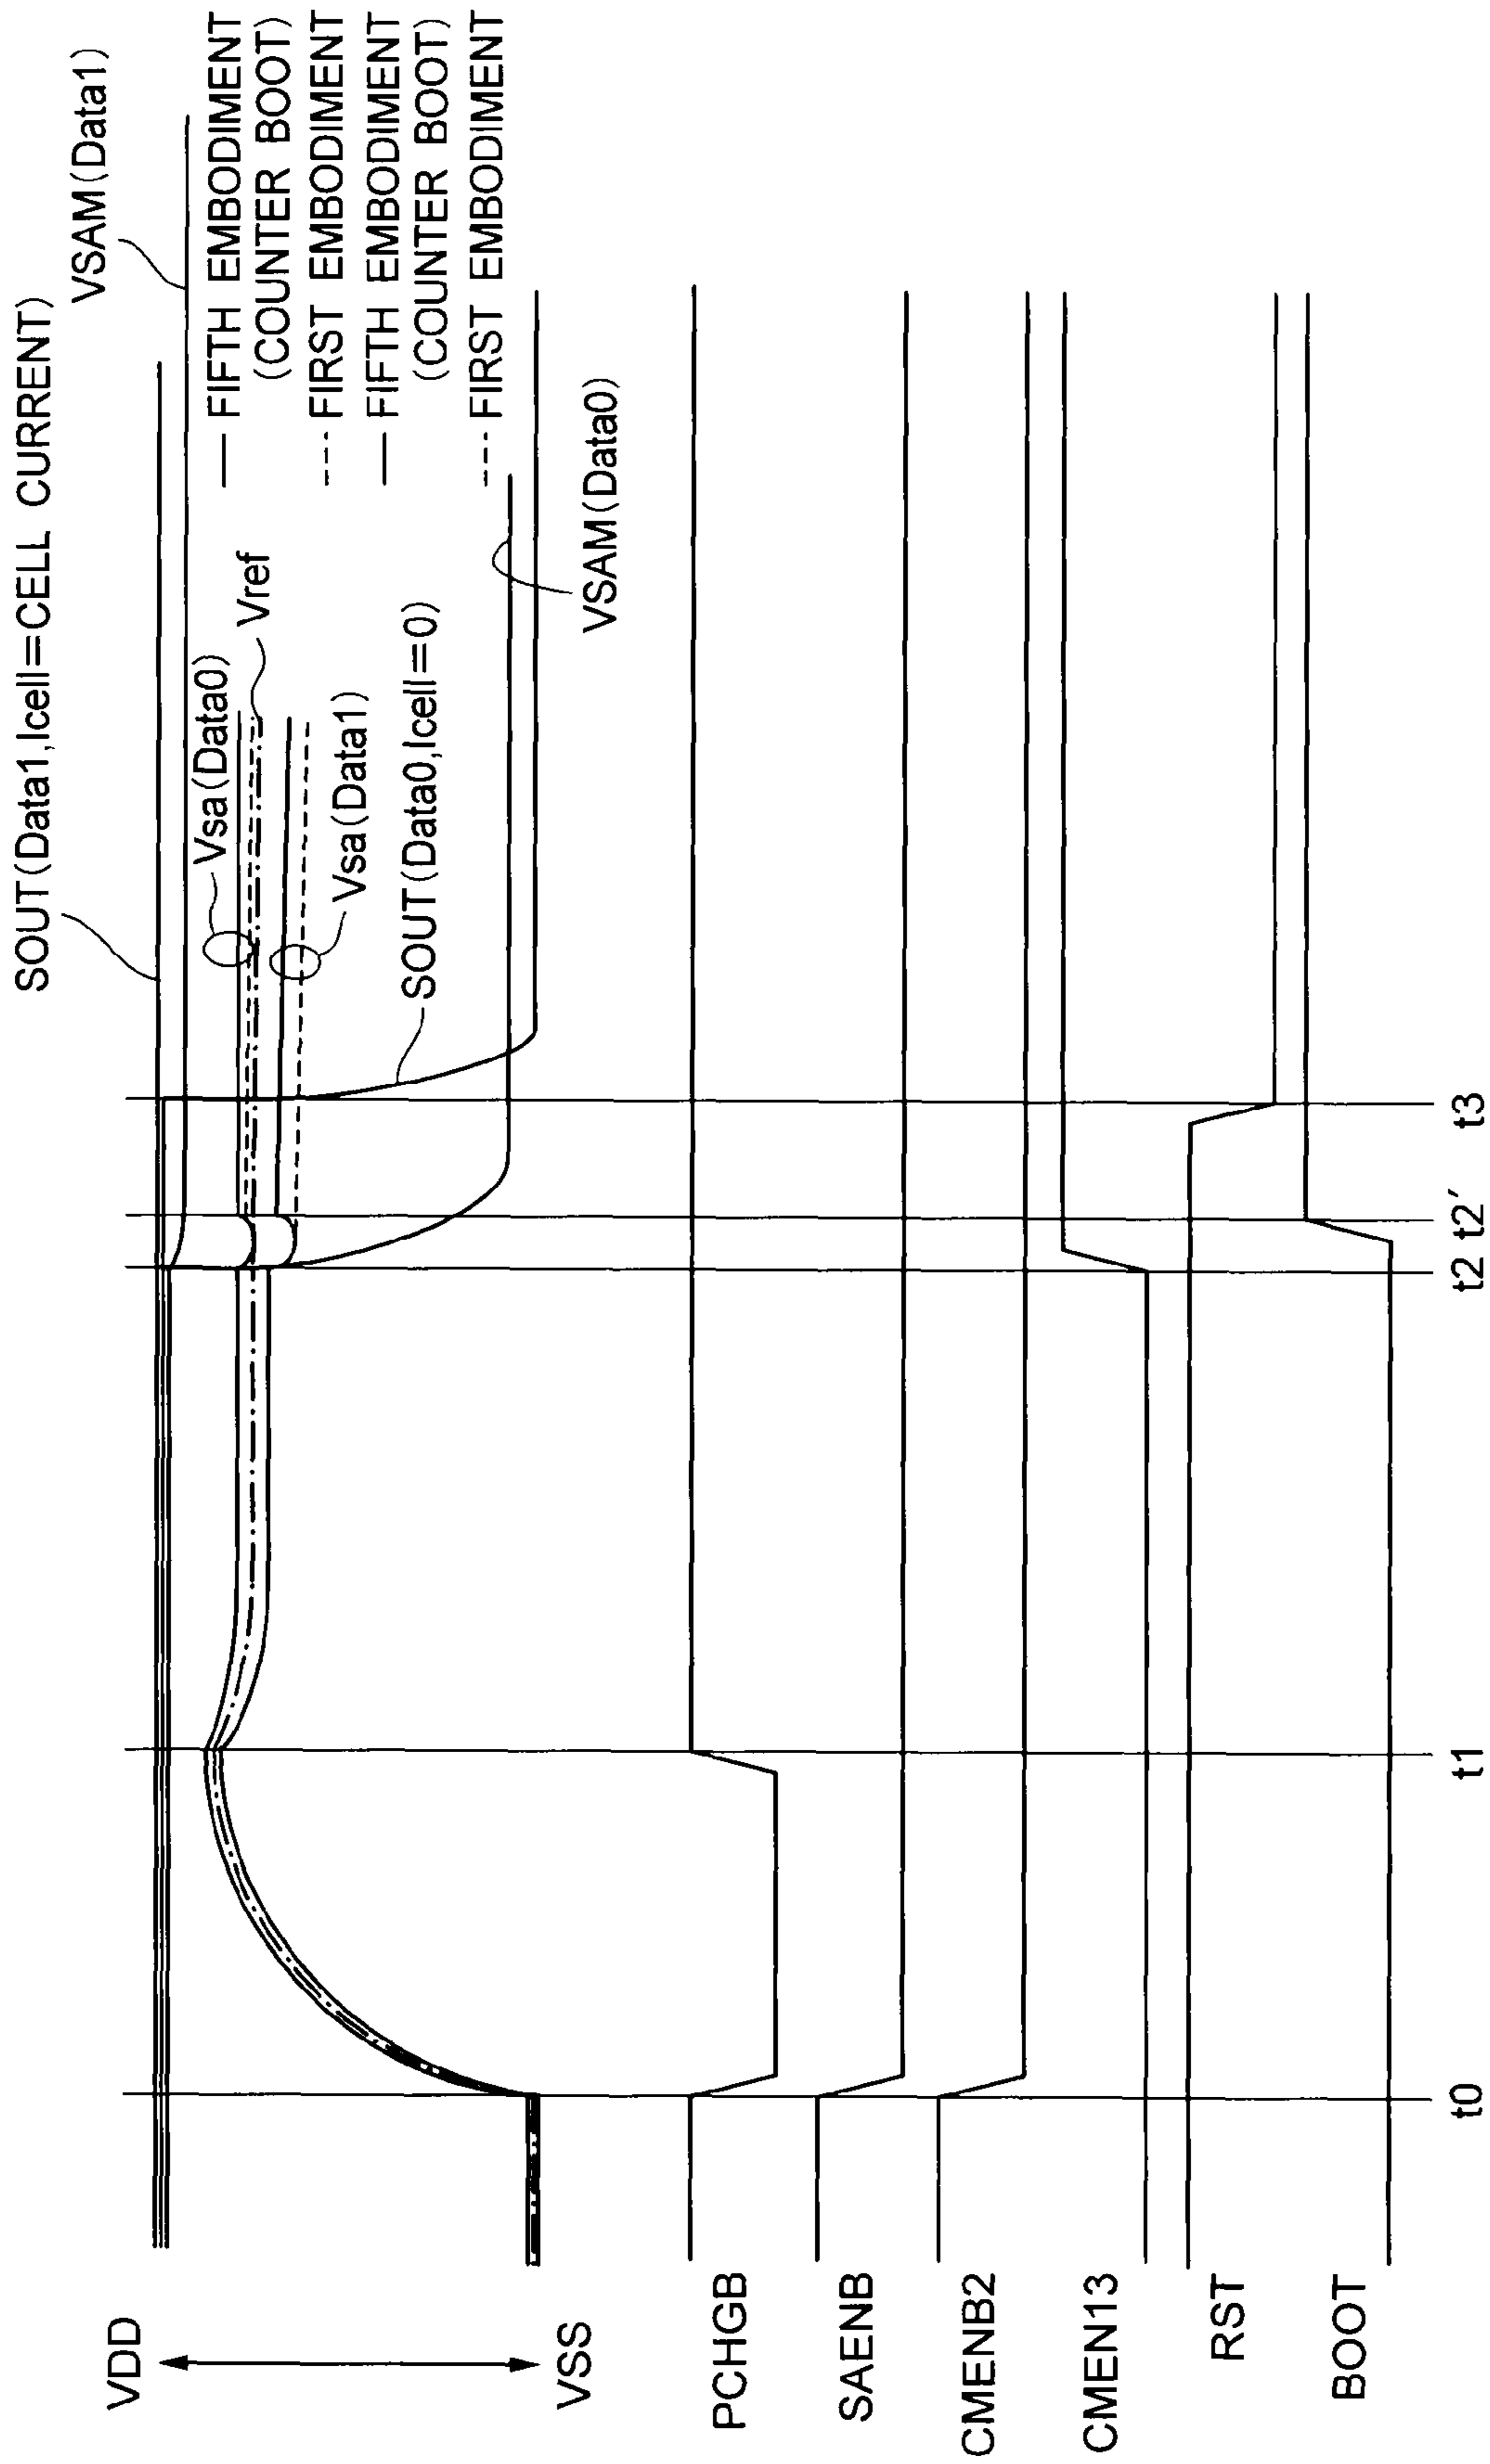 SOUT(Data1,Icell=CELL CURRENT)
VSAM(Data1)
VDD
Vsa(Data0)
Vref
FIFTH EMBODIMENT
(COUNTER BOOT)
FIRST EMBODIMENT
Vsa(Data1)
FIFTH EMBODIMENT
(COUNTER BOOT)
SOUT(Data0,Icell=0)
FIRST EMBODIMENT
VSS
VSAM(Data0)
PCHGB
SAENB
CMENB2
CMEN13
RST
BOOT
t0
t1
t2
t2'
t3